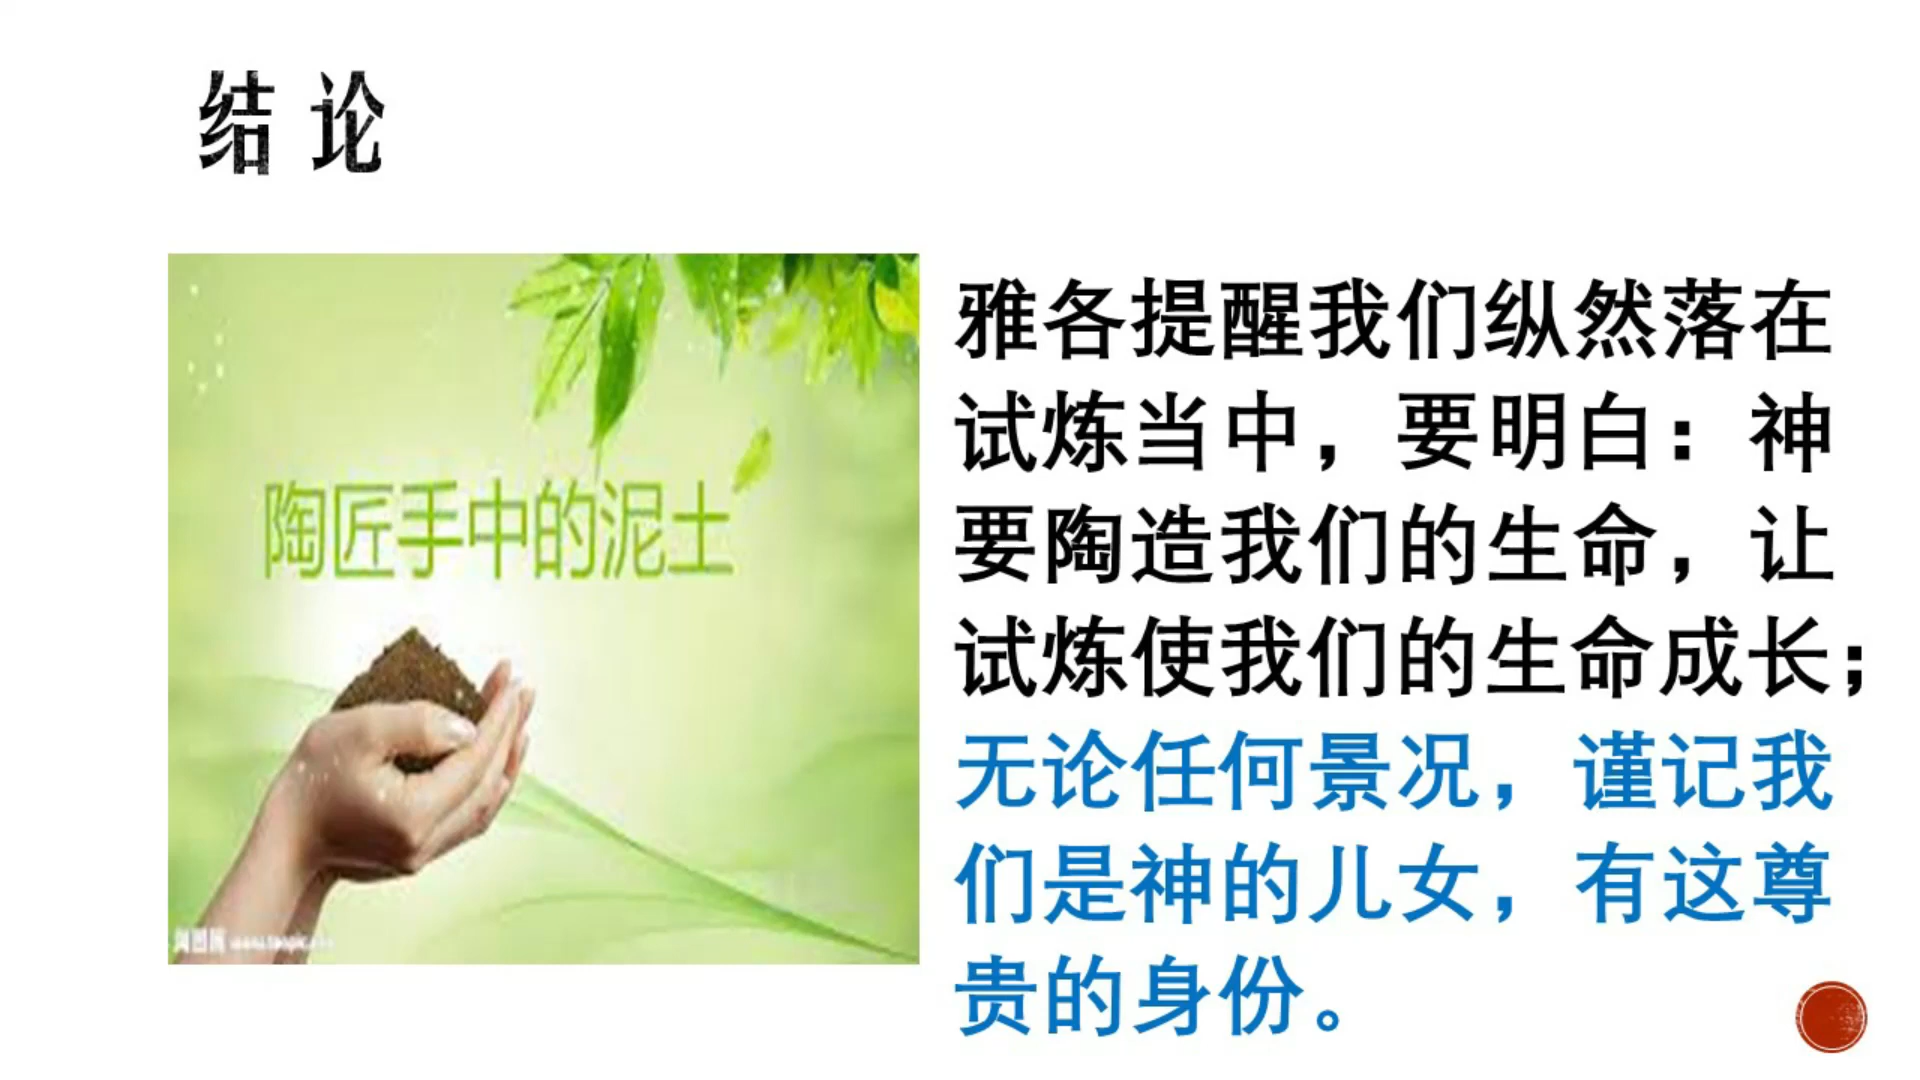 结 论
陶匠手中的泥土
雅各提醒我们纵然落在
试炼当中，要明白：神
要陶造我们的生命，让
试炼使我们的生命成长；
无论任何景况，谨记我
们是神的儿女，有这尊
贵的身份。